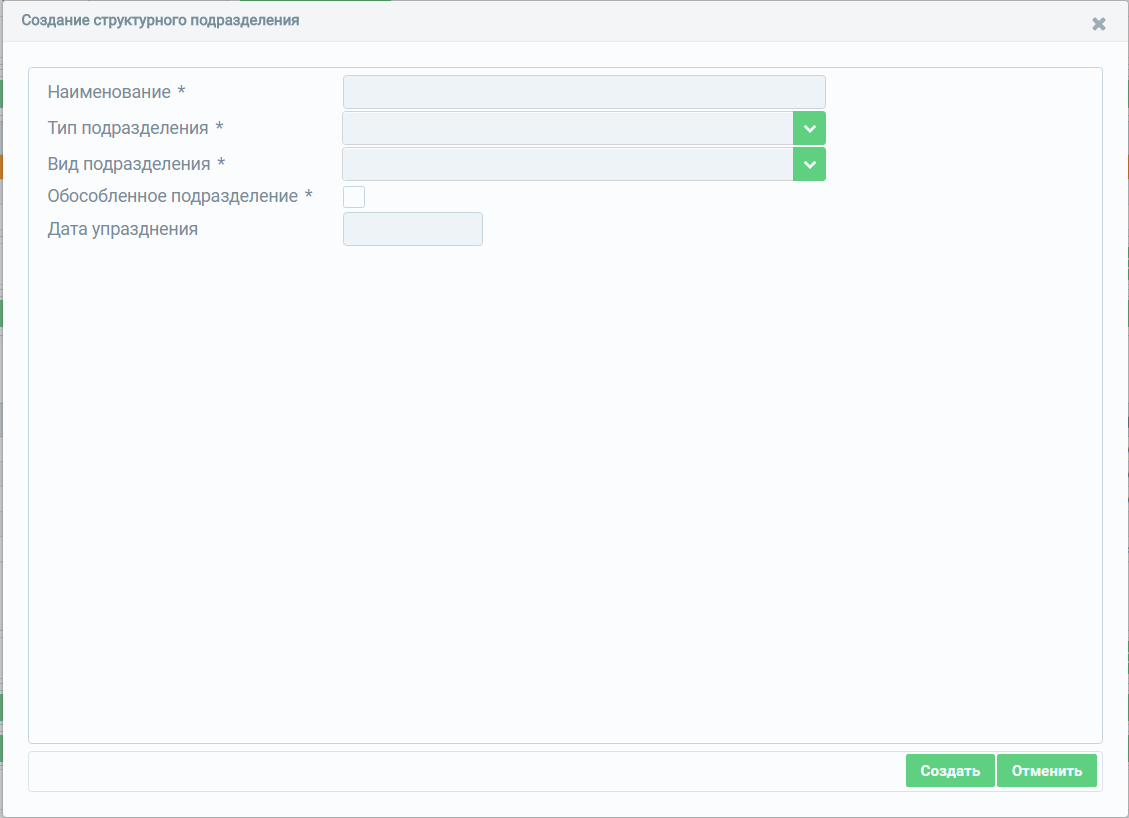 Создание структурного подразделения
Наименование *
Тип подразделения *
Вид подразделения *
Обособленное подразделение *
Дата упразднения
Создать Отменить